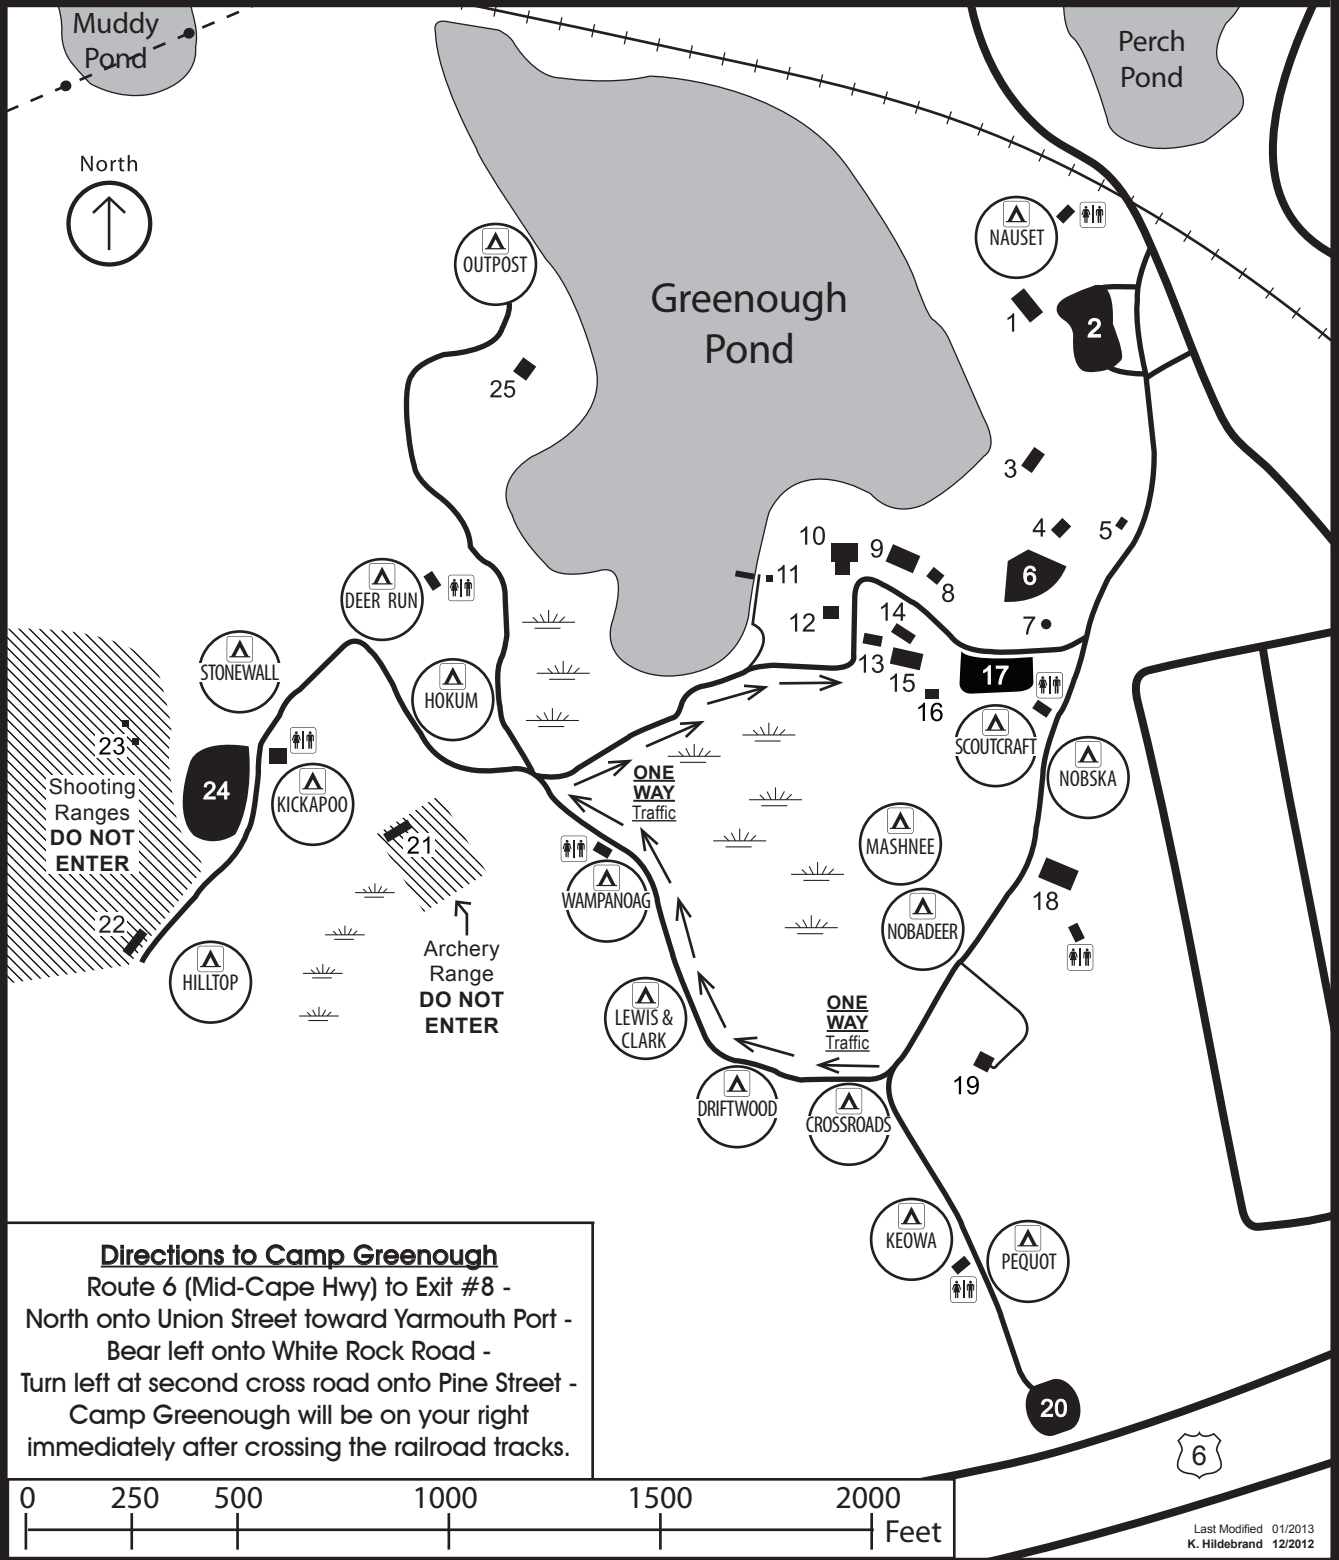 Muddy
Pond
Perch
Pond
North
NAUSET
OUTPOST
Greenough
Pond
1
2
25
3
4
5
10
9
6
11
8
DEER RUN
12
14
7
13
15
17
STONEWALL
HOKUM
16
SCOUTCRAFT
23
NOBSKA
Shooting
Ranges
DO NOT
ENTER
24
KICKAPOO
ONE
WAY
Traffic
21
MASHNEE
WAMPANOAG
18
22
NOBADEER
Archery
Range
DO NOT
ENTER
HILLTOP
LEWIS &
CLARK
ONE
WAY
Traffic
19
DRIFTWOOD
CROSSROADS
KEOWA
PEQUOT
20
6
Directions to Camp Greenough
Route 6 (Mid-Cape Hwy) to Exit #8 -
North onto Union Street toward Yarmouth Port -
Bear left onto White Rock Road -
Turn left at second cross road onto Pine Street -
Camp Greenough will be on your right
immediately after crossing the railroad tracks.
0 250 500 1000 1500 2000
Feet
Last Modified 01/2013
K. Hildebrand 12/2012